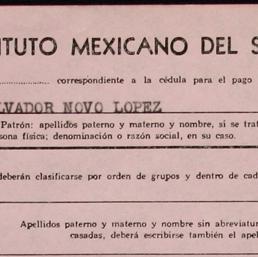 ITUTO MEXICANO DEL S
correspondiente a la cédula para el pago
LVADOR NOVO LOPEZ
Patrón: apellidos paterno y materno y nombre, si se trat
sona física; denominación o razón social, en su caso.
deberán clasificarse por orden de grupos y dentro de cad
Apellidos paterno y materno y nombre sin abreviatur
casadas, deberá escribirse también el apel